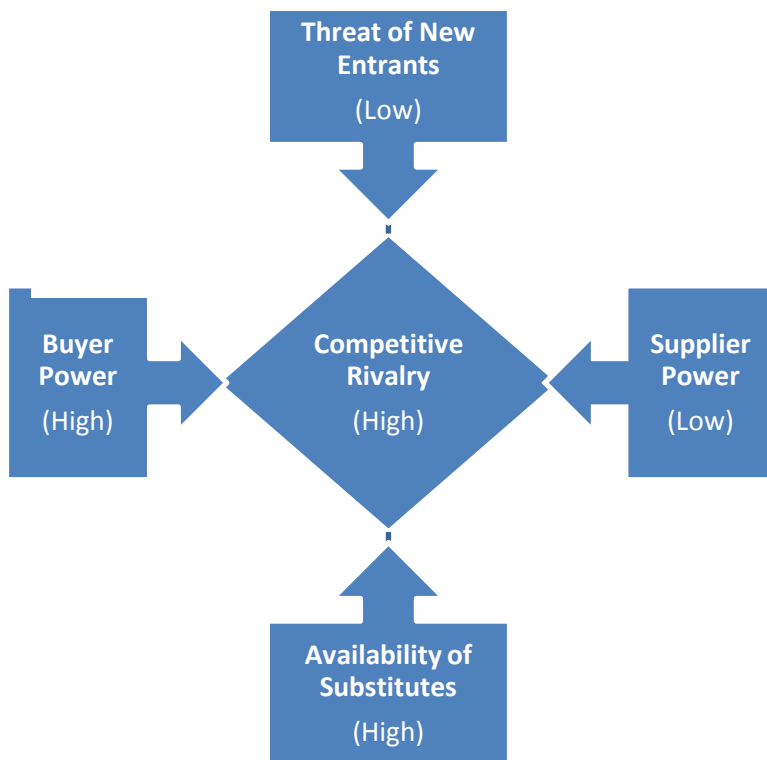 Threat of New
Entrants
(Low)
Buyer
Power
(High)
Competitive
Rivalry
(High)
Supplier
Power
(Low)
Availability of
Substitutes
(High)